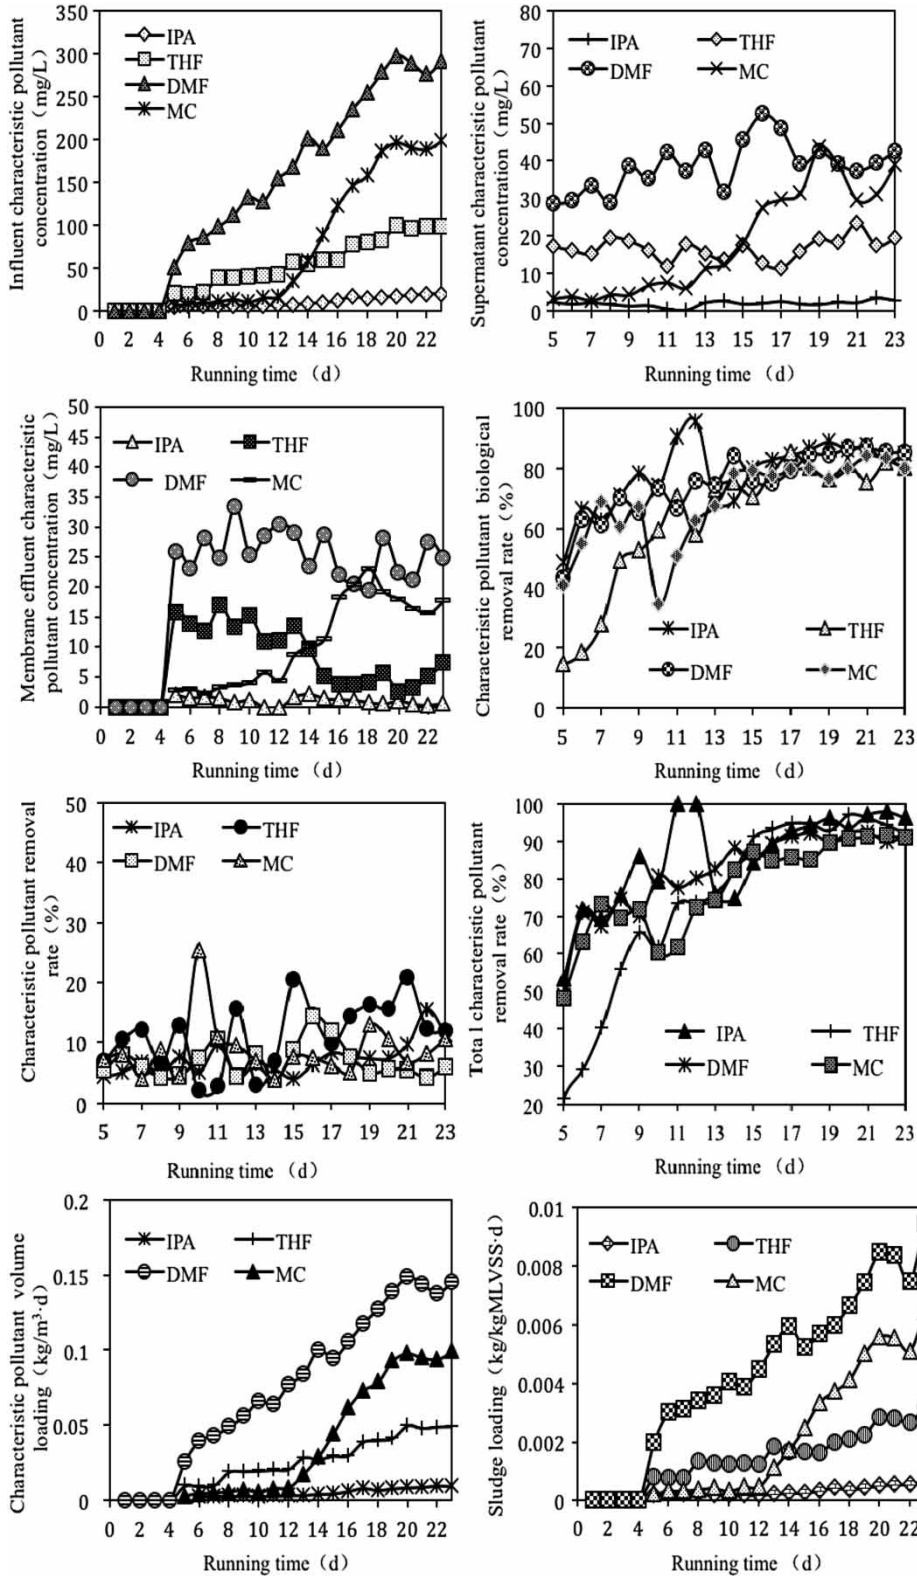 Influent characteristic pollutant
concentration（mg/L）
350
300
250
200
150
100
50
0
IPA
THF
DMF
MC
0 2 4 6 8 10 12 14 16 18 20 22
Running time（d）
Supernatant characteristic pollutant
concentration（mg/L）
80
70
60
50
40
30
20
10
0
IPA THF
DMF MC
5 7 9 11 13 15 17 19 21 23
Running time（d）
Membrane effluent characteristic
pollutant concentration（mg/L）
50
45
40
35
30
25
20
15
10
5
0
IPA THF
DMF MC
0 2 4 6 8 10 12 14 16 18 20 22
Running time（d）
Characteristic pollutant biological
removal rate（%）
100
80
60
40
20
0
IPA THF
DMF MC
5 7 9 11 13 15 17 19 21 23
Running time（d）
Characteristic pollutant removal
rate（%）
50
40
30
20
10
0
IPA THF
DMF MC
5 7 9 11 13 15 17 19 21 23
Running time（d）
Tota l characteristic pollutant
removal rate（%）
100
90
80
70
60
50
40
30
20
IPA THF
DMF MC
5 7 9 11 13 15 17 19 21 23
Running time（d）
Characteristic pollutant volume
loading（kg/m³·d）
0.2
0.15
0.1
0.05
0
IPA THF
DMF MC
0 2 4 6 8 10 12 14 16 18 20 22
Running time（d）
Sludge loading（kg/kgMLVSS·d）
0.01
0.008
0.006
0.004
0.002
0
IPA THF
DMF MC
0 2 4 6 8 10 12 14 16 18 20 22
Running time（d）